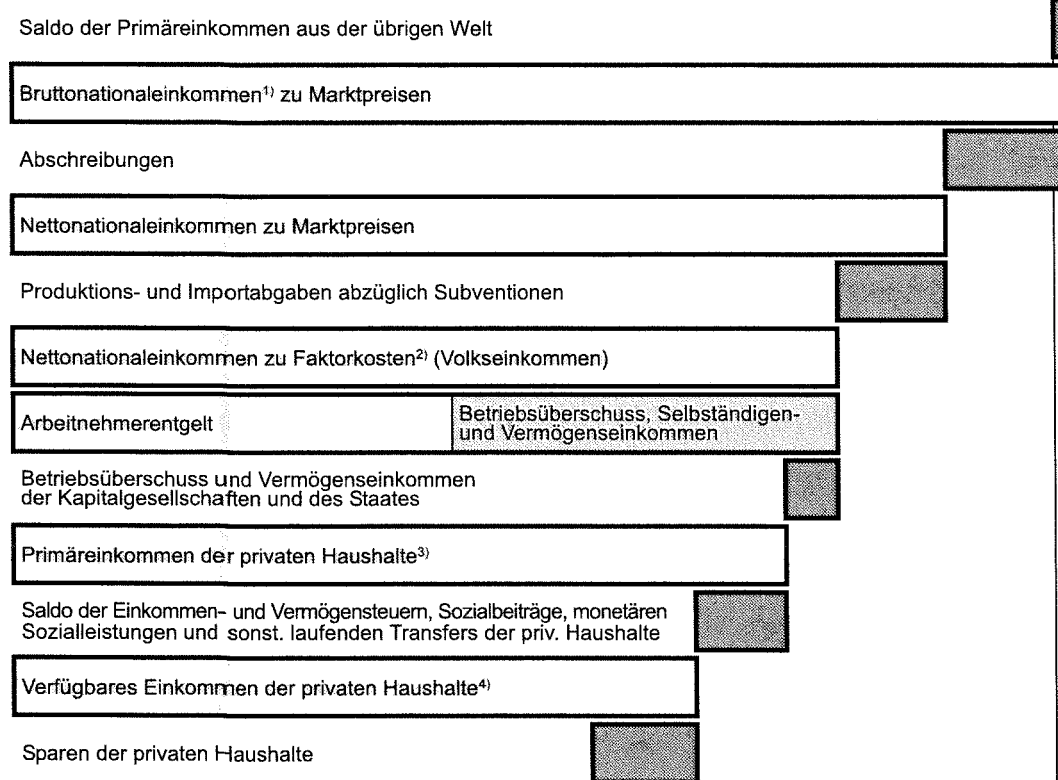 Saldo der Primäreinkommen aus der übrigen Welt
Bruttonationaleinkommen¹⁾ zu Marktpreisen
Abschreibungen
Nettonationaleinkommen zu Marktpreisen
Produktions- und Importabgaben abzüglich Subventionen
Nettonationaleinkommen zu Faktorkosten²⁾ (Volkseinkommen)
Arbeitnehmerentgelt
Betriebsüberschuss, Selbständigen-
und Vermögenseinkommen
Betriebsüberschuss und Vermögenseinkommen
der Kapitalgesellschaften und des Staates
Primäreinkommen der privaten Haushalte³⁾
Saldo der Einkommen- und Vermögensteuern, Sozialbeiträge, monetären
Sozialleistungen und sonst. laufenden Transfers der priv. Haushalte
Verfügbares Einkommen der privaten Haushalte⁴⁾
Sparen der privaten Haushalte